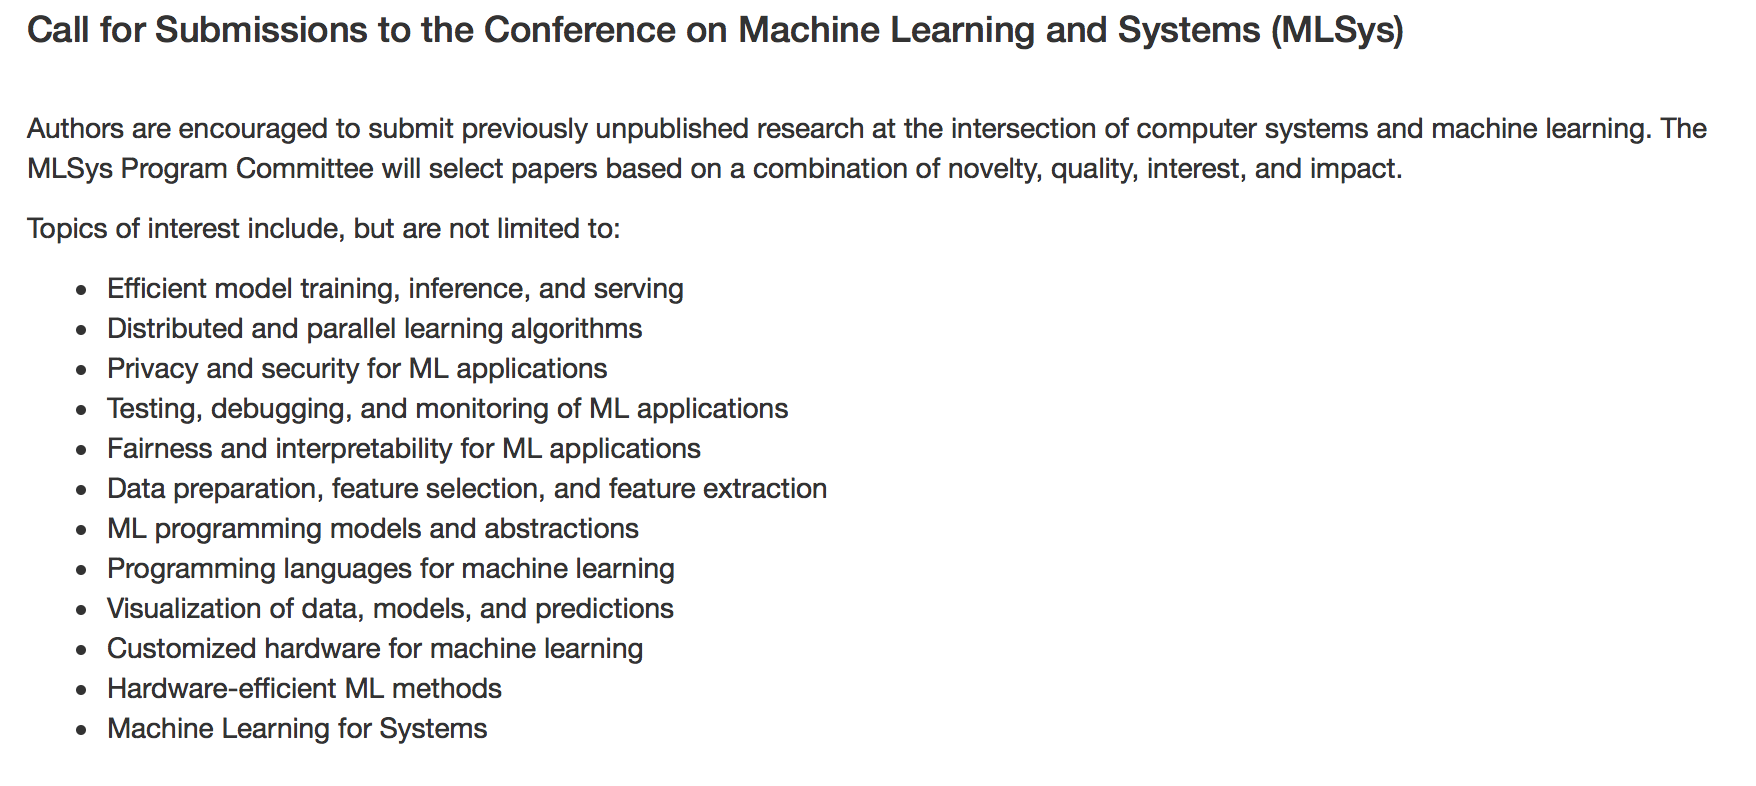 Call for Submissions to the Conference on Machine Learning and Systems (MLSys)
Authors are encouraged to submit previously unpublished research at the intersection of computer systems and machine learning. The
MLSys Program Committee will select papers based on a combination of novelty, quality, interest, and impact.
Topics of interest include, but are not limited to:
• Efficient model training, inference, and serving
• Distributed and parallel learning algorithms
• Privacy and security for ML applications
• Testing, debugging, and monitoring of ML applications
• Fairness and interpretability for ML applications
• Data preparation, feature selection, and feature extraction
• ML programming models and abstractions
• Programming languages for machine learning
• Visualization of data, models, and predictions
• Customized hardware for machine learning
• Hardware-efficient ML methods
• Machine Learning for Systems